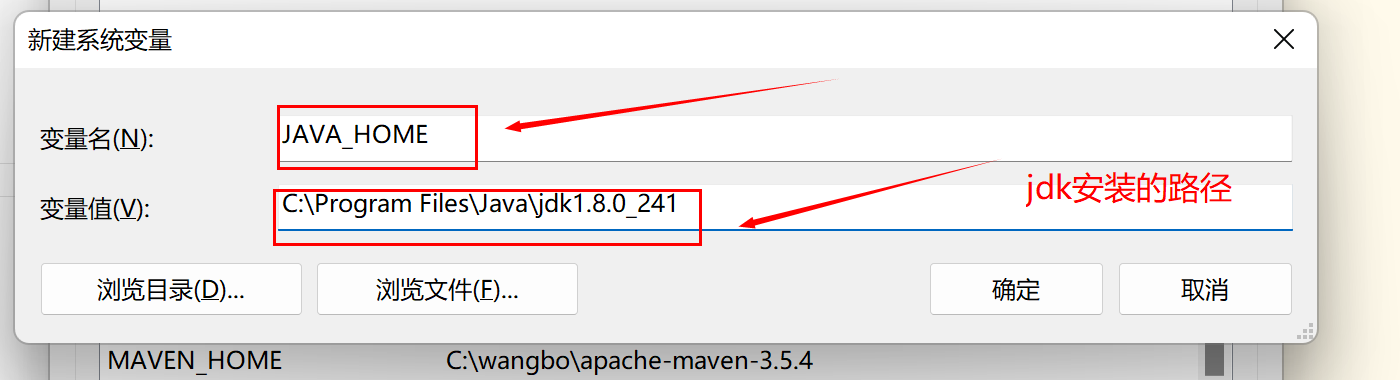 新建系统变量
变量名(N):
JAVA_HOME
变量值(V):
C:\Program Files\Java\jdk1.8.0_241
jdk安装的路径
浏览目录(D)...
浏览文件(F)...
确定
取消
MAVEN_HOME
C:\wangbo\apache-maven-3.5.4